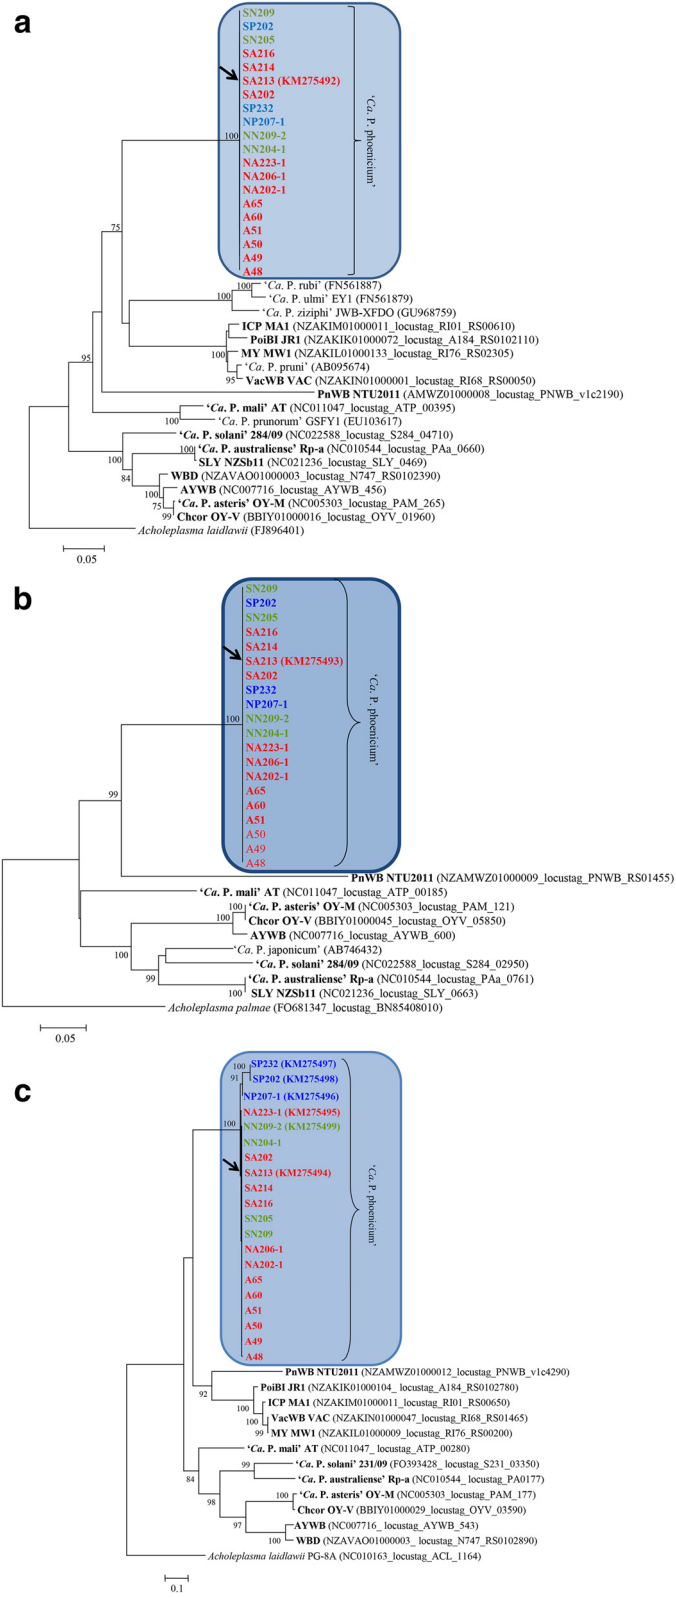 a
SN209
SP202
SN205
SA216
SA214
SA213 (KM275492)
SA202
SP232
NP207-1
NN209-2
NN204-1
NA223-1
NA206-1
NA202-1
A65
A60
A51
A50
A49
A48
'Ca. P. phoenicium'
100
75
100
100
'Ca. P. rubi' (FN561887)
'Ca. P. ulmi' EY1 (FN561879)
'Ca. P. ziziphi' JWB-XFDO (GU968759)
ICP MA1 (NZAKIM01000011_locustag_RI01_RS00610)
PoiBI JR1 (NZAKIK01000072_locustag_A184_RS0102110)
100
MY MW1 (NZAKIL01000133_locustag_RI76_RS02305)
95
'Ca. P. pruni' (AB095674)
95
VacWB VAC (NZAKIN01000001_locustag_RI68_RS00050)
PnWB NTU2011 (AMWZ01000008_locustag_PNWB_v1c2190)
'Ca. P. mali' AT (NC011047_locustag_ATP_00395)
100
'Ca. P. prunorum' GSFY1 (EU103617)
'Ca. P. solani' 284/09 (NC022588_locustag_S284_04710)
100
100
'Ca. P. australiense' Rp-a (NC010544_locustag_PAa_0660)
SLY NZSb11 (NC021236_locustag_SLY_0469)
84
WBD (NZAVAO01000003_locustag_N747_RS0102390)
100
AYWB (NC007716_locustag_AYWB_456)
75
'Ca. P. asteris' OY-M (NC005303_locustag_PAM_265)
99
Chcor OY-V (BBIY01000016_locustag_OYV_01960)
Acholeplasma laidlawii (FJ896401)
0.05
b
SN209
SP202
SN205
SA216
SA214
SA213 (KM275493)
SA202
SP232
NP207-1
NN209-2
NN204-1
NA223-1
NA206-1
NA202-1
A65
A60
A51
A50
A49
A48
'Ca. P. phoenicium'
100
99
PnWB NTU2011 (NZAMWZ01000009_locustag_PNWB_RS01455)
'Ca. P. mali' AT (NC011047_locustag_ATP_00185)
100
'Ca. P. asteris' OY-M (NC005303_locustag_PAM_121)
100
Chcor OY-V (BBIY01000045_locustag_OYV_05850)
AYWB (NC007716_locustag_AYWB_600)
100
'Ca. P. japonicum' (AB746432)
'Ca. P. solani' 284/09 (NC022588_locustag_S284_02950)
99
'Ca. P. australiense' Rp-a (NC010544_locustag_PAa_0761)
100
SLY NZSb11 (NC021236_locustag_SLY_0663)
Acholeplasma palmae (FO681347_locustag_BN85408010)
0.05
c
100
SP232 (KM275497)
91
SP202 (KM275498)
NP207-1 (KM275496)
NA223-1 (KM275495)
100
NN209-2 (KM275499)
NN204-1
SA202
SA213 (KM275494)
SA214
SA216
SN205
SN209
NA206-1
NA202-1
A65
A60
A51
A50
A49
A48
'Ca. P. phoenicium'
PnWB NTU2011 (NZAMWZ01000012_locustag_PNWB_v1c4290)
92
PoiBI JR1 (NZAKIK01000104_ locustag_A184_RS0102780)
100
ICP MA1 (NZAKIM01000011_locustag_RI01_RS00650)
100
VacWB VAC (NZAKIN01000047_locustag_RI68_RS01465)
99
MY MW1 (NZAKIL01000009_locustag_RI76_RS00200)
'Ca. P. mali' AT (NC011047_ locustag_ATP_00280)
84
99
'Ca. P. solani' 231/09 (FO393428_ locustag_S231_03350)
'Ca. P. australiense' Rp-a (NC010544_locustag_PA0177)
98
100
'Ca. P. asteris' OY-M (NC005303_locustag_PAM_177)
Chcor OY-V (BBIY01000029_locustag_OYV_03590)
97
AYWB (NC007716_locustag_AYWB_543)
100
WBD (NZAVAO01000003_ locustag_N747_RS0102890)
Acholeplasma laidlawii PG-8A (NC010163_locustag_ACL_1164)
0.1